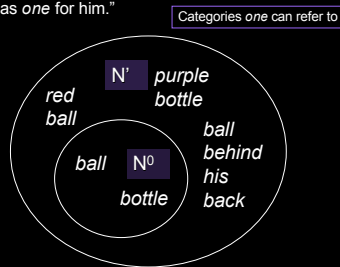 as one for him.”
Categories one can refer to
N’
purple
bottle
red
ball
ball
behind
his
back
ball
N⁰
bottle